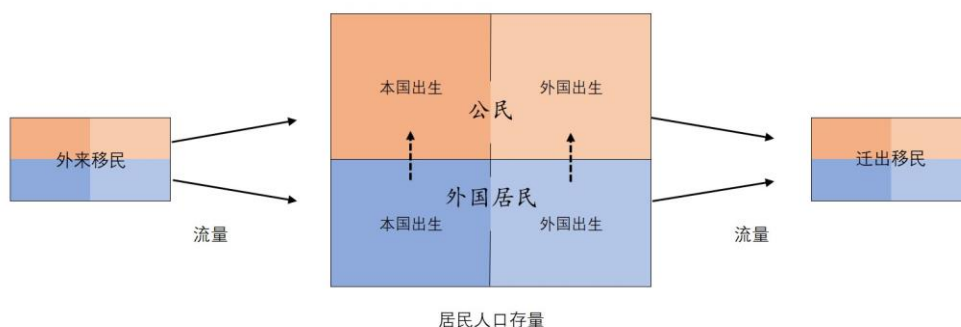 本国出生
外国出生
公民
外来移民
迁出移民
外国居民
本国出生
外国出生
流量
流量
居民人口存量